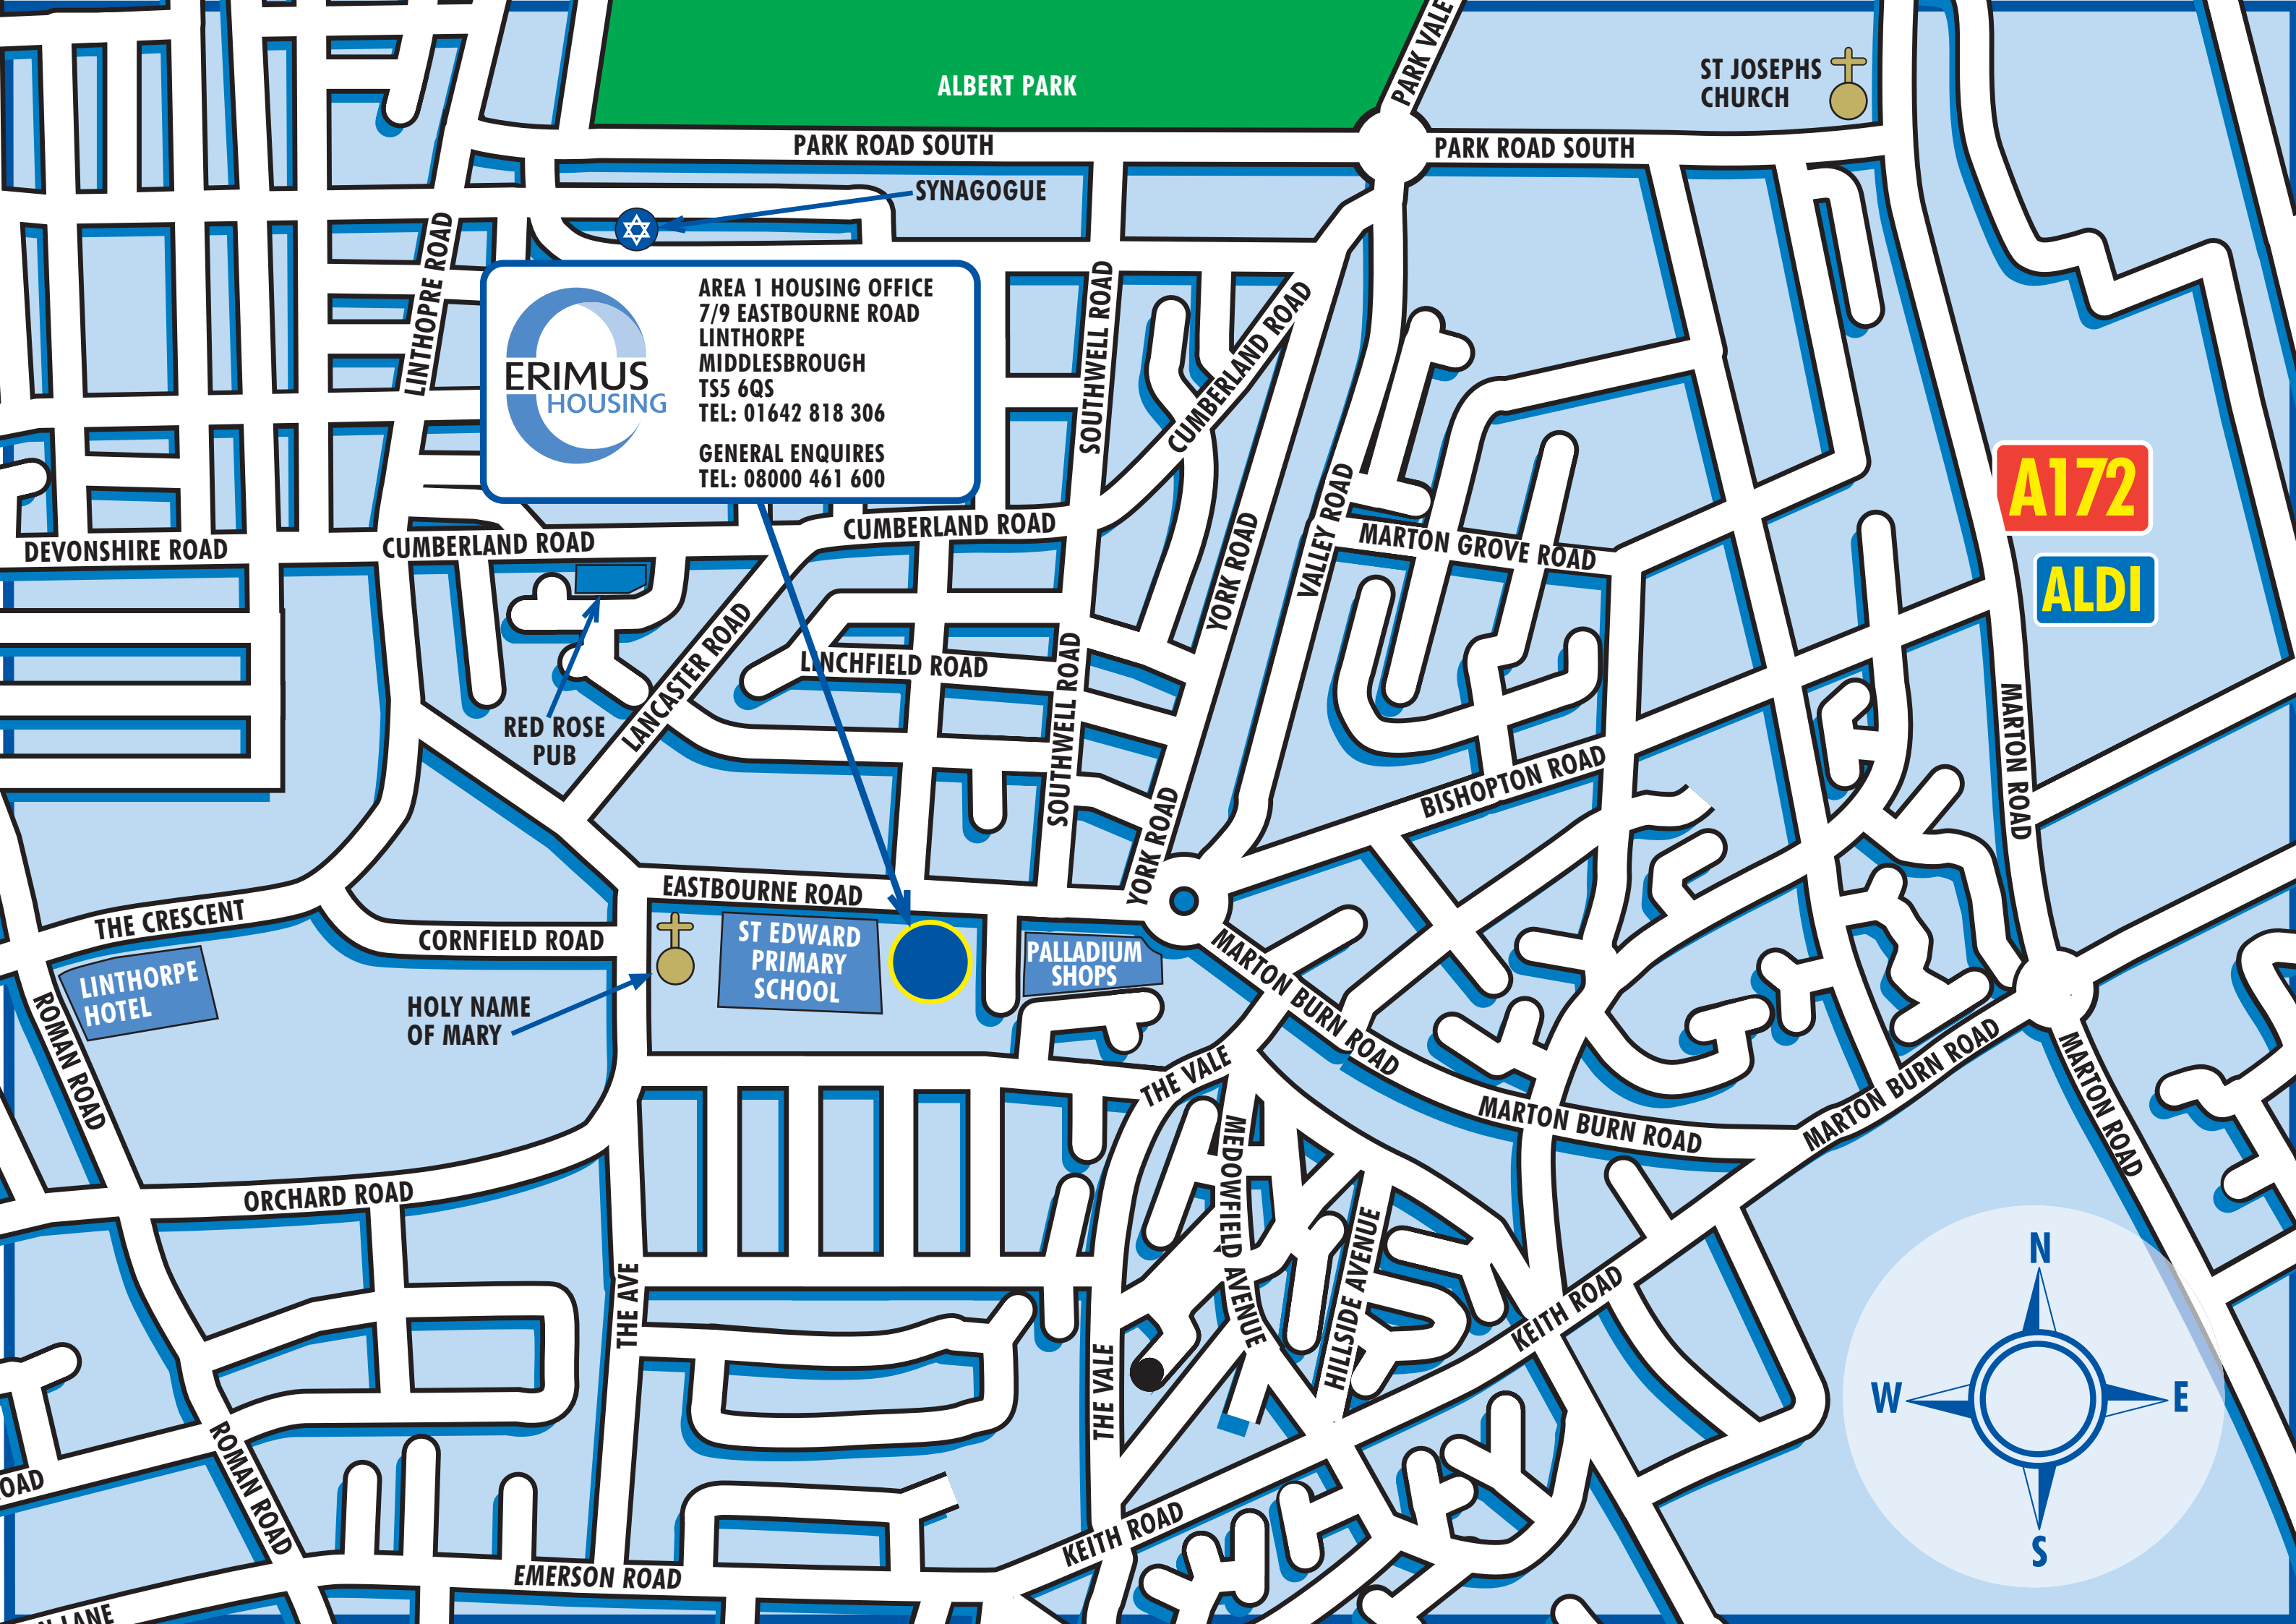 PARK VALE
ST JOSEPHS
CHURCH
ALBERT PARK
PARK ROAD SOUTH
PARK ROAD SOUTH
SYNAGOGUE
LINTHOPRE ROAD
AREA 1 HOUSING OFFICE
7/9 EASTBOURNE ROAD
LINTHORPE
MIDDLESBROUGH
TS5 6QS
TEL: 01642 818 306
GENERAL ENQUIRES
TEL: 08000 461 600
ERIMUS
HOUSING
SOUTHWELL ROAD
CUMBERLAND ROAD
A172
ALDI
DEVONSHIRE ROAD
CUMBERLAND ROAD
CUMBERLAND ROAD
YORK ROAD
VALLEY ROAD
MARTON GROVE ROAD
LANCASTER ROAD
LINCHFIELD ROAD
SOUTHWELL ROAD
RED ROSE
PUB
MARTON ROAD
BISHOPTON ROAD
YORK ROAD
EASTBOURNE ROAD
THE CRESCENT
CORNFIELD ROAD
ST EDWARD
PRIMARY
SCHOOL
PALLADIUM
SHOPS
LINTHORPE
HOTEL
HOLY NAME
OF MARY
ROMAN ROAD
MARTON BURN ROAD
THE VALE
MARTON BURN ROAD
MARTON BURN ROAD
MARTON ROAD
MEDOWFIELD AVENUE
ORCHARD ROAD
THE AVE
HILLSIDE AVENUE
KEITH ROAD
THE VALE
ROMAN ROAD
OAD
KEITH ROAD
EMERSON ROAD
LANE
N
W
E
S